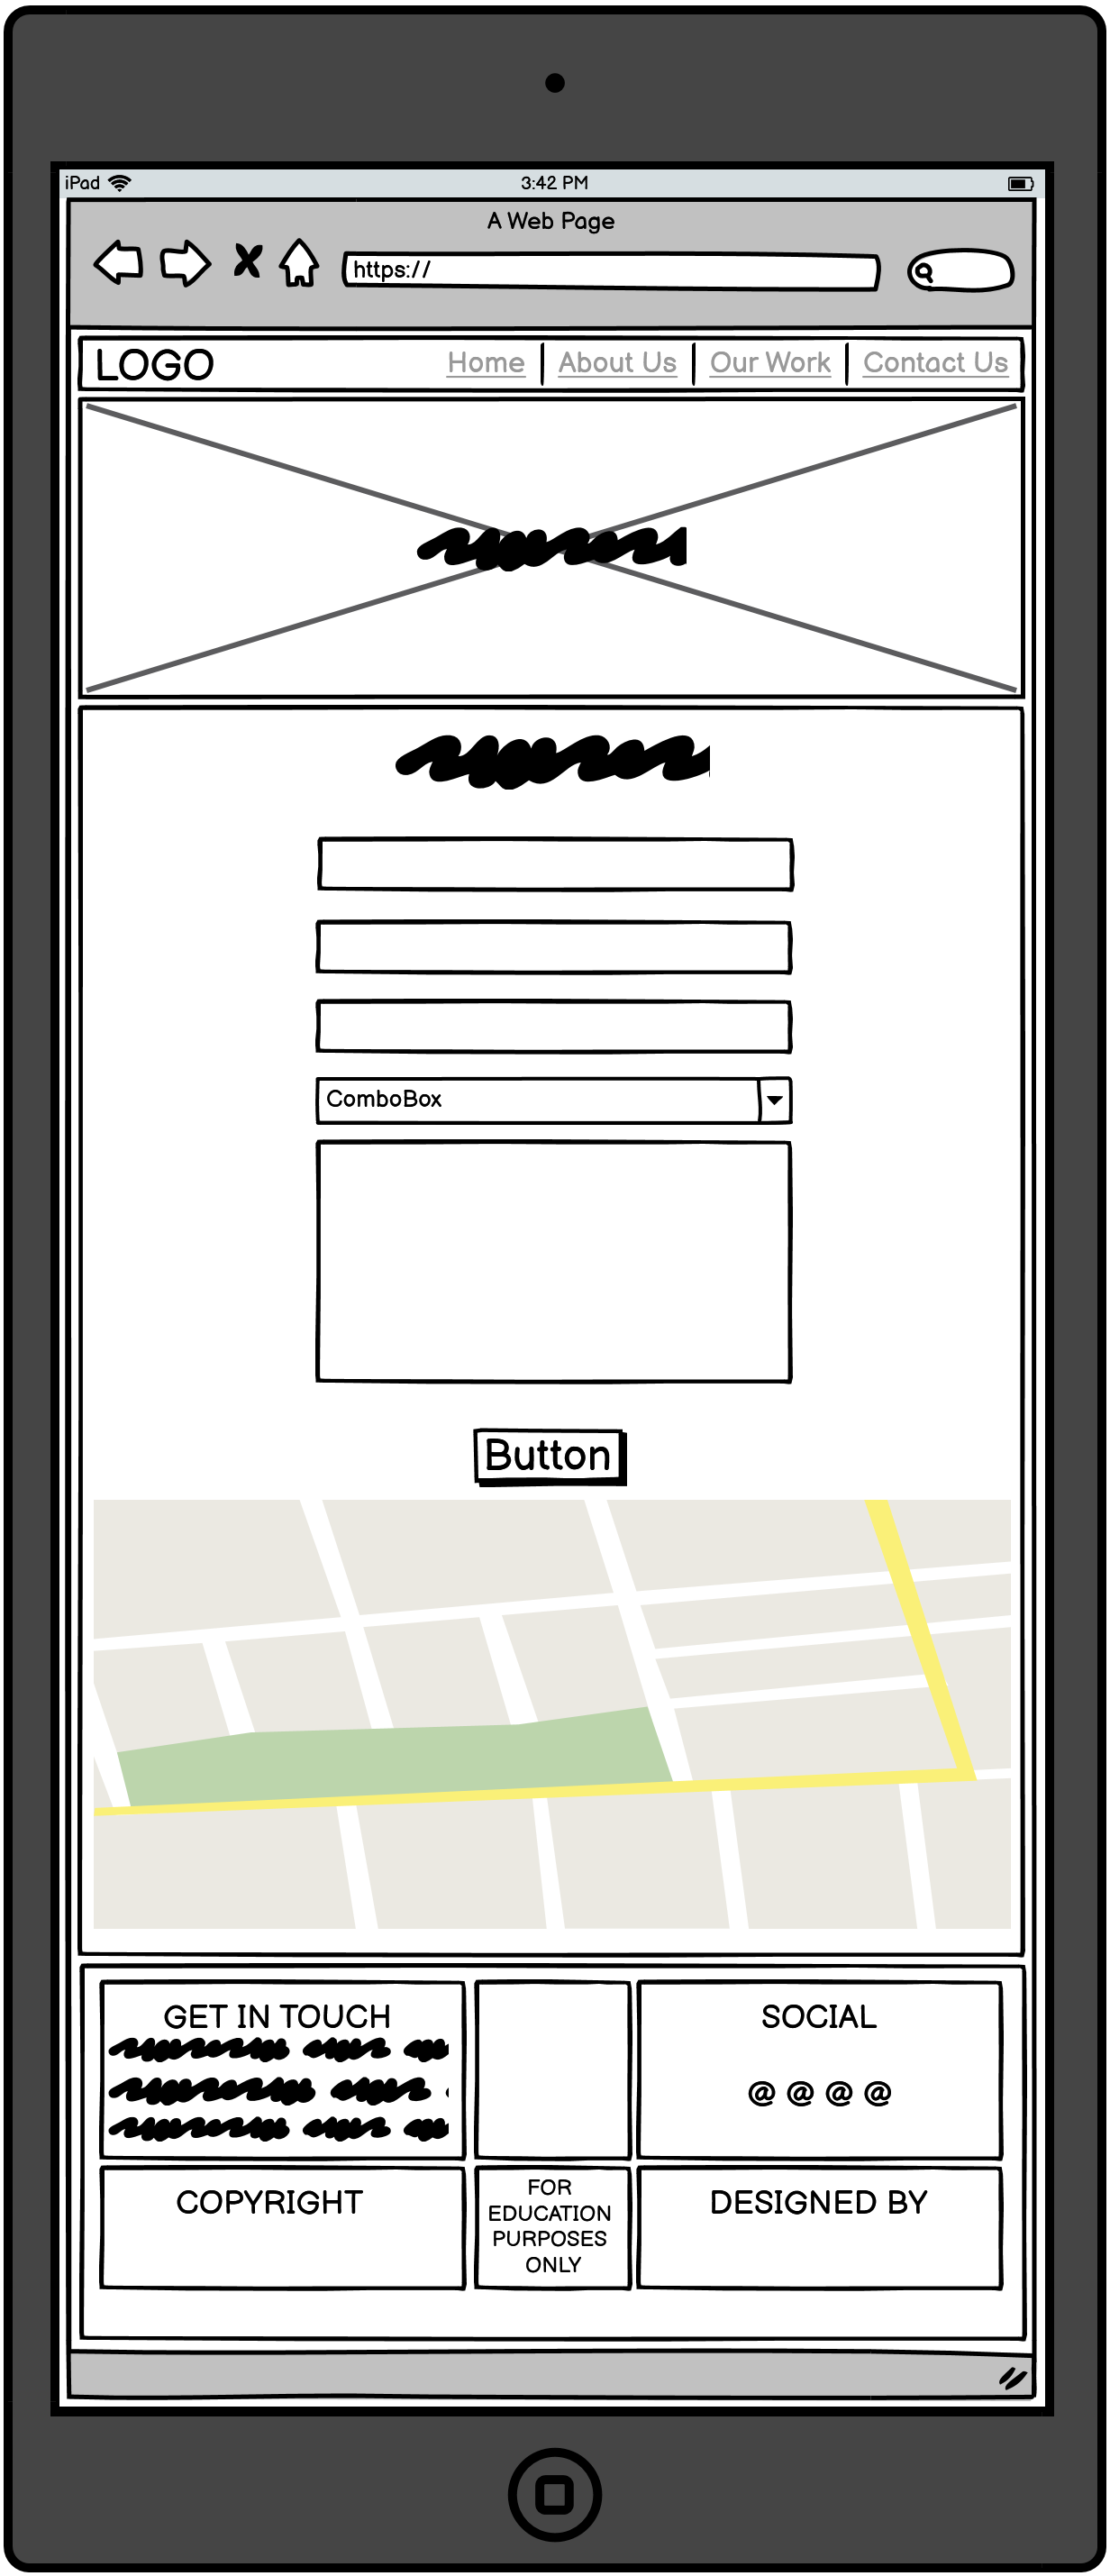 iPad 3:42 PM
A Web Page
https://
LOGO Home About Us Our Work Contact Us
ComboBox
Button
GET IN TOUCH
SOCIAL
@ @ @ @
COPYRIGHT
FOR
EDUCATION
PURPOSES
ONLY
DESIGNED BY